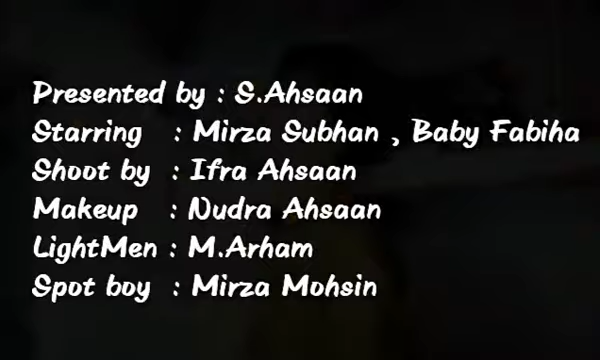 Presented by : S.Ahsaan
Starring : Mirza Subhan , Baby Fabiha
Shoot by : Ifra Ahsaan
Makeup : Nudra Ahsaan
LightMen : M.Arham
Spot boy : Mirza Mohsin